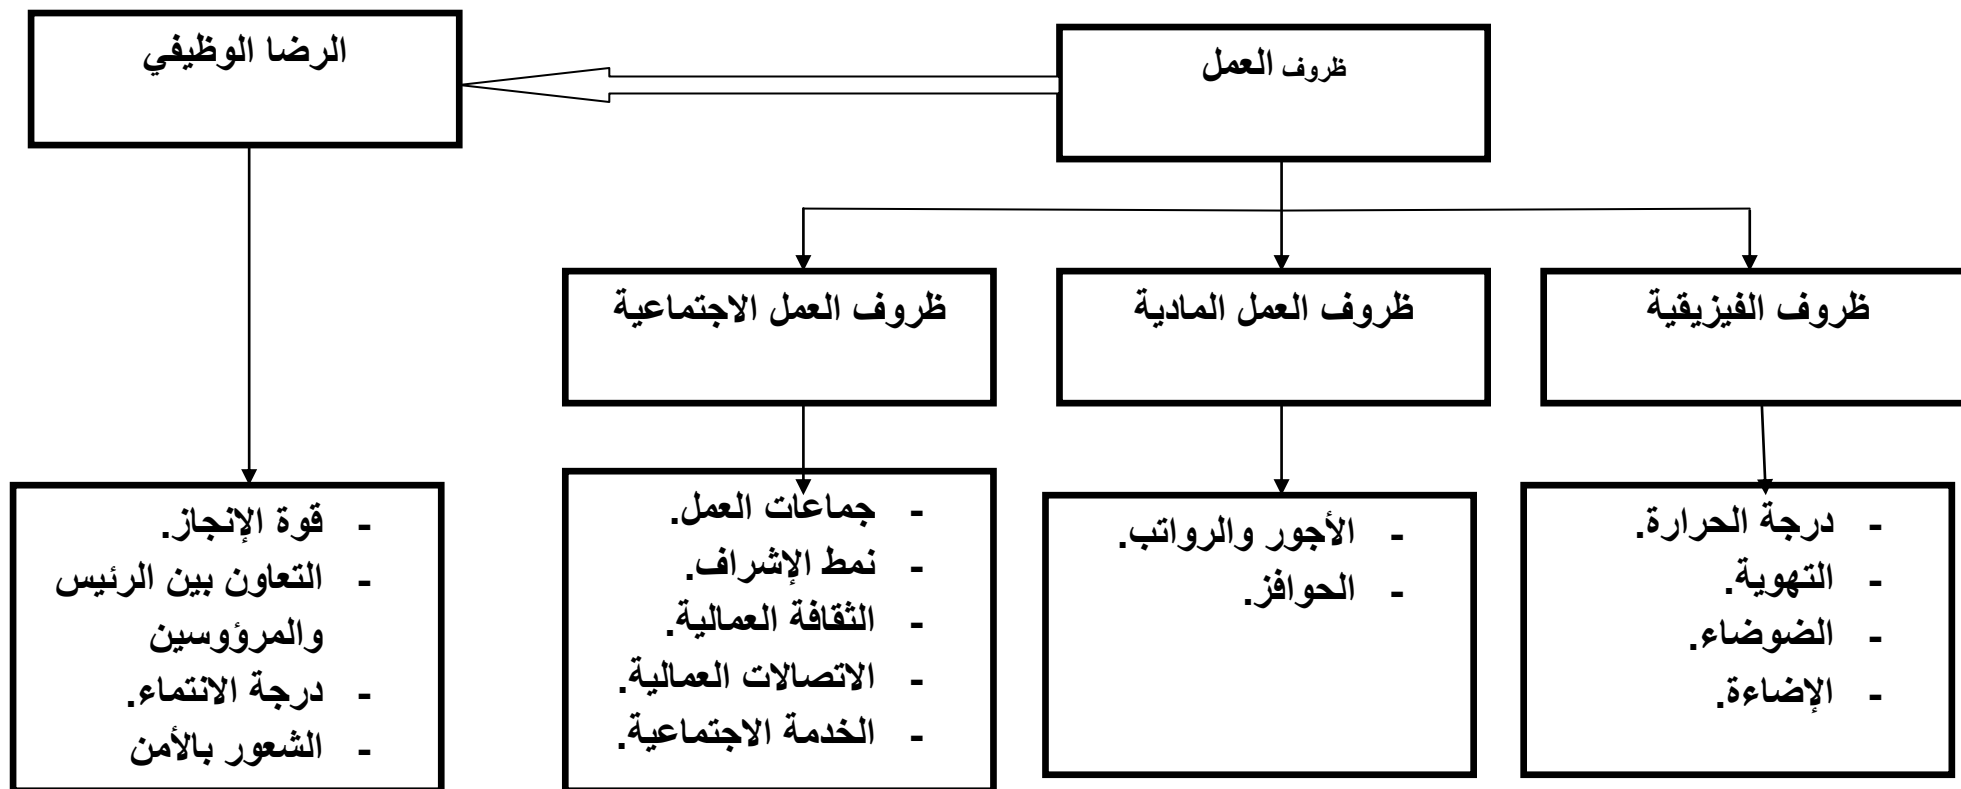 ظروف العمل
الرضا الوظيفي
ظروف الفيزيقية
ظروف العمل المادية
ظروف العمل الاجتماعية
- درجة الحرارة.
- التهوية.
- الضوضاء.
- الإضاءة.
- الأجور والرواتب.
- الحوافز.
- جماعات العمل.
- نمط الإشراف.
- الثقافة العمالية.
- الاتصالات العمالية.
- الخدمة الاجتماعية.
- قوة الإنجاز.
- التعاون بين الرئيس
والمرؤوسين
- درجة الانتماء.
- الشعور بالأمن